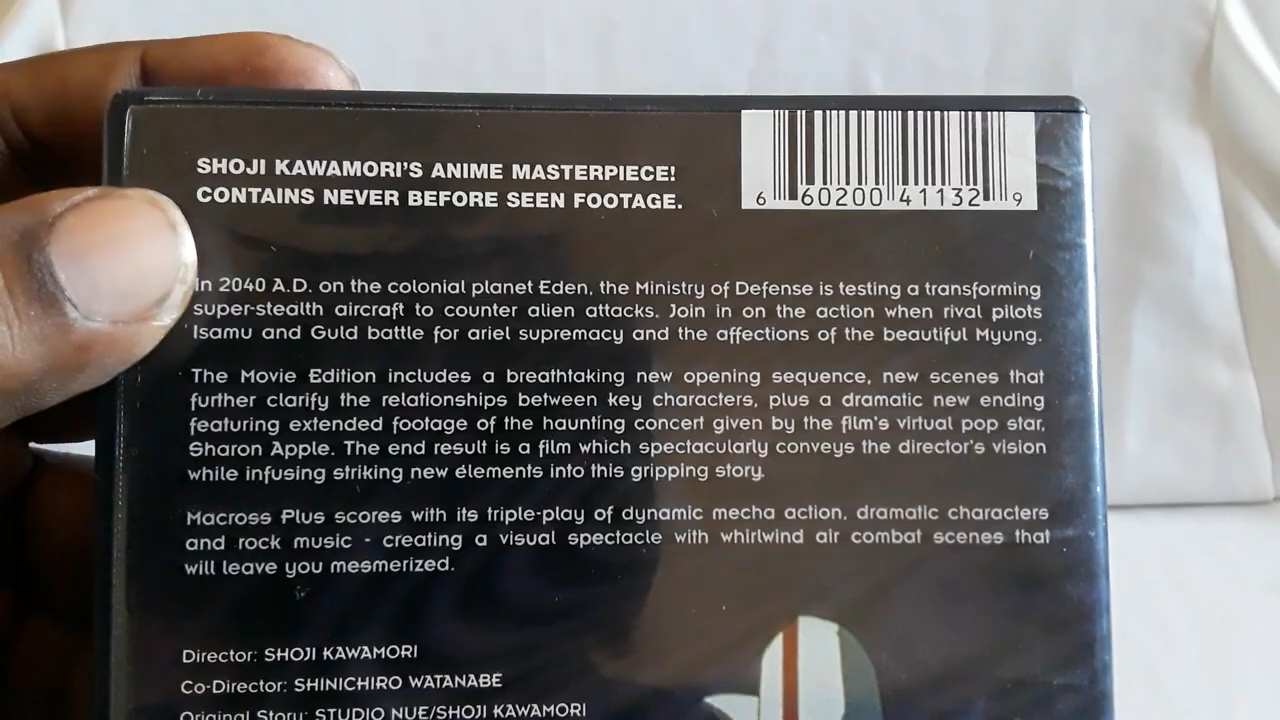 SHOJI KAWAMORI'S ANIME MASTERPIECE!
CONTAINS NEVER BEFORE SEEN FOOTAGE.
6 60200 41132 9
In 2040 A.D. on the colonial planet Eden, the Ministry of Defense is testing a transforming
super-stealth aircraft to counter alien attacks. Join in on the action when rival pilots
Isamu and Guld battle for ariel supremacy and the affections of the beautiful Myung.
The Movie Edition includes a breathtaking new opening sequence, new scenes that
further clarify the relationships between key characters, plus a dramatic new ending
featuring extended footage of the haunting concert given by the film's virtual pop star,
Sharon Apple. The end result is a film which spectacularly conveys the director's vision
while infusing striking new elements into this gripping story.
Macross Plus scores with its triple-play of dynamic mecha action, dramatic characters
and rock music - creating a visual spectacle with whirlwind air combat scenes that
will leave you mesmerized.
Director: SHOJI KAWAMORI
Co-Director: SHINICHIRO WATANABE
Original Story: STUDIO NUE/SHOJI KAWAMORI